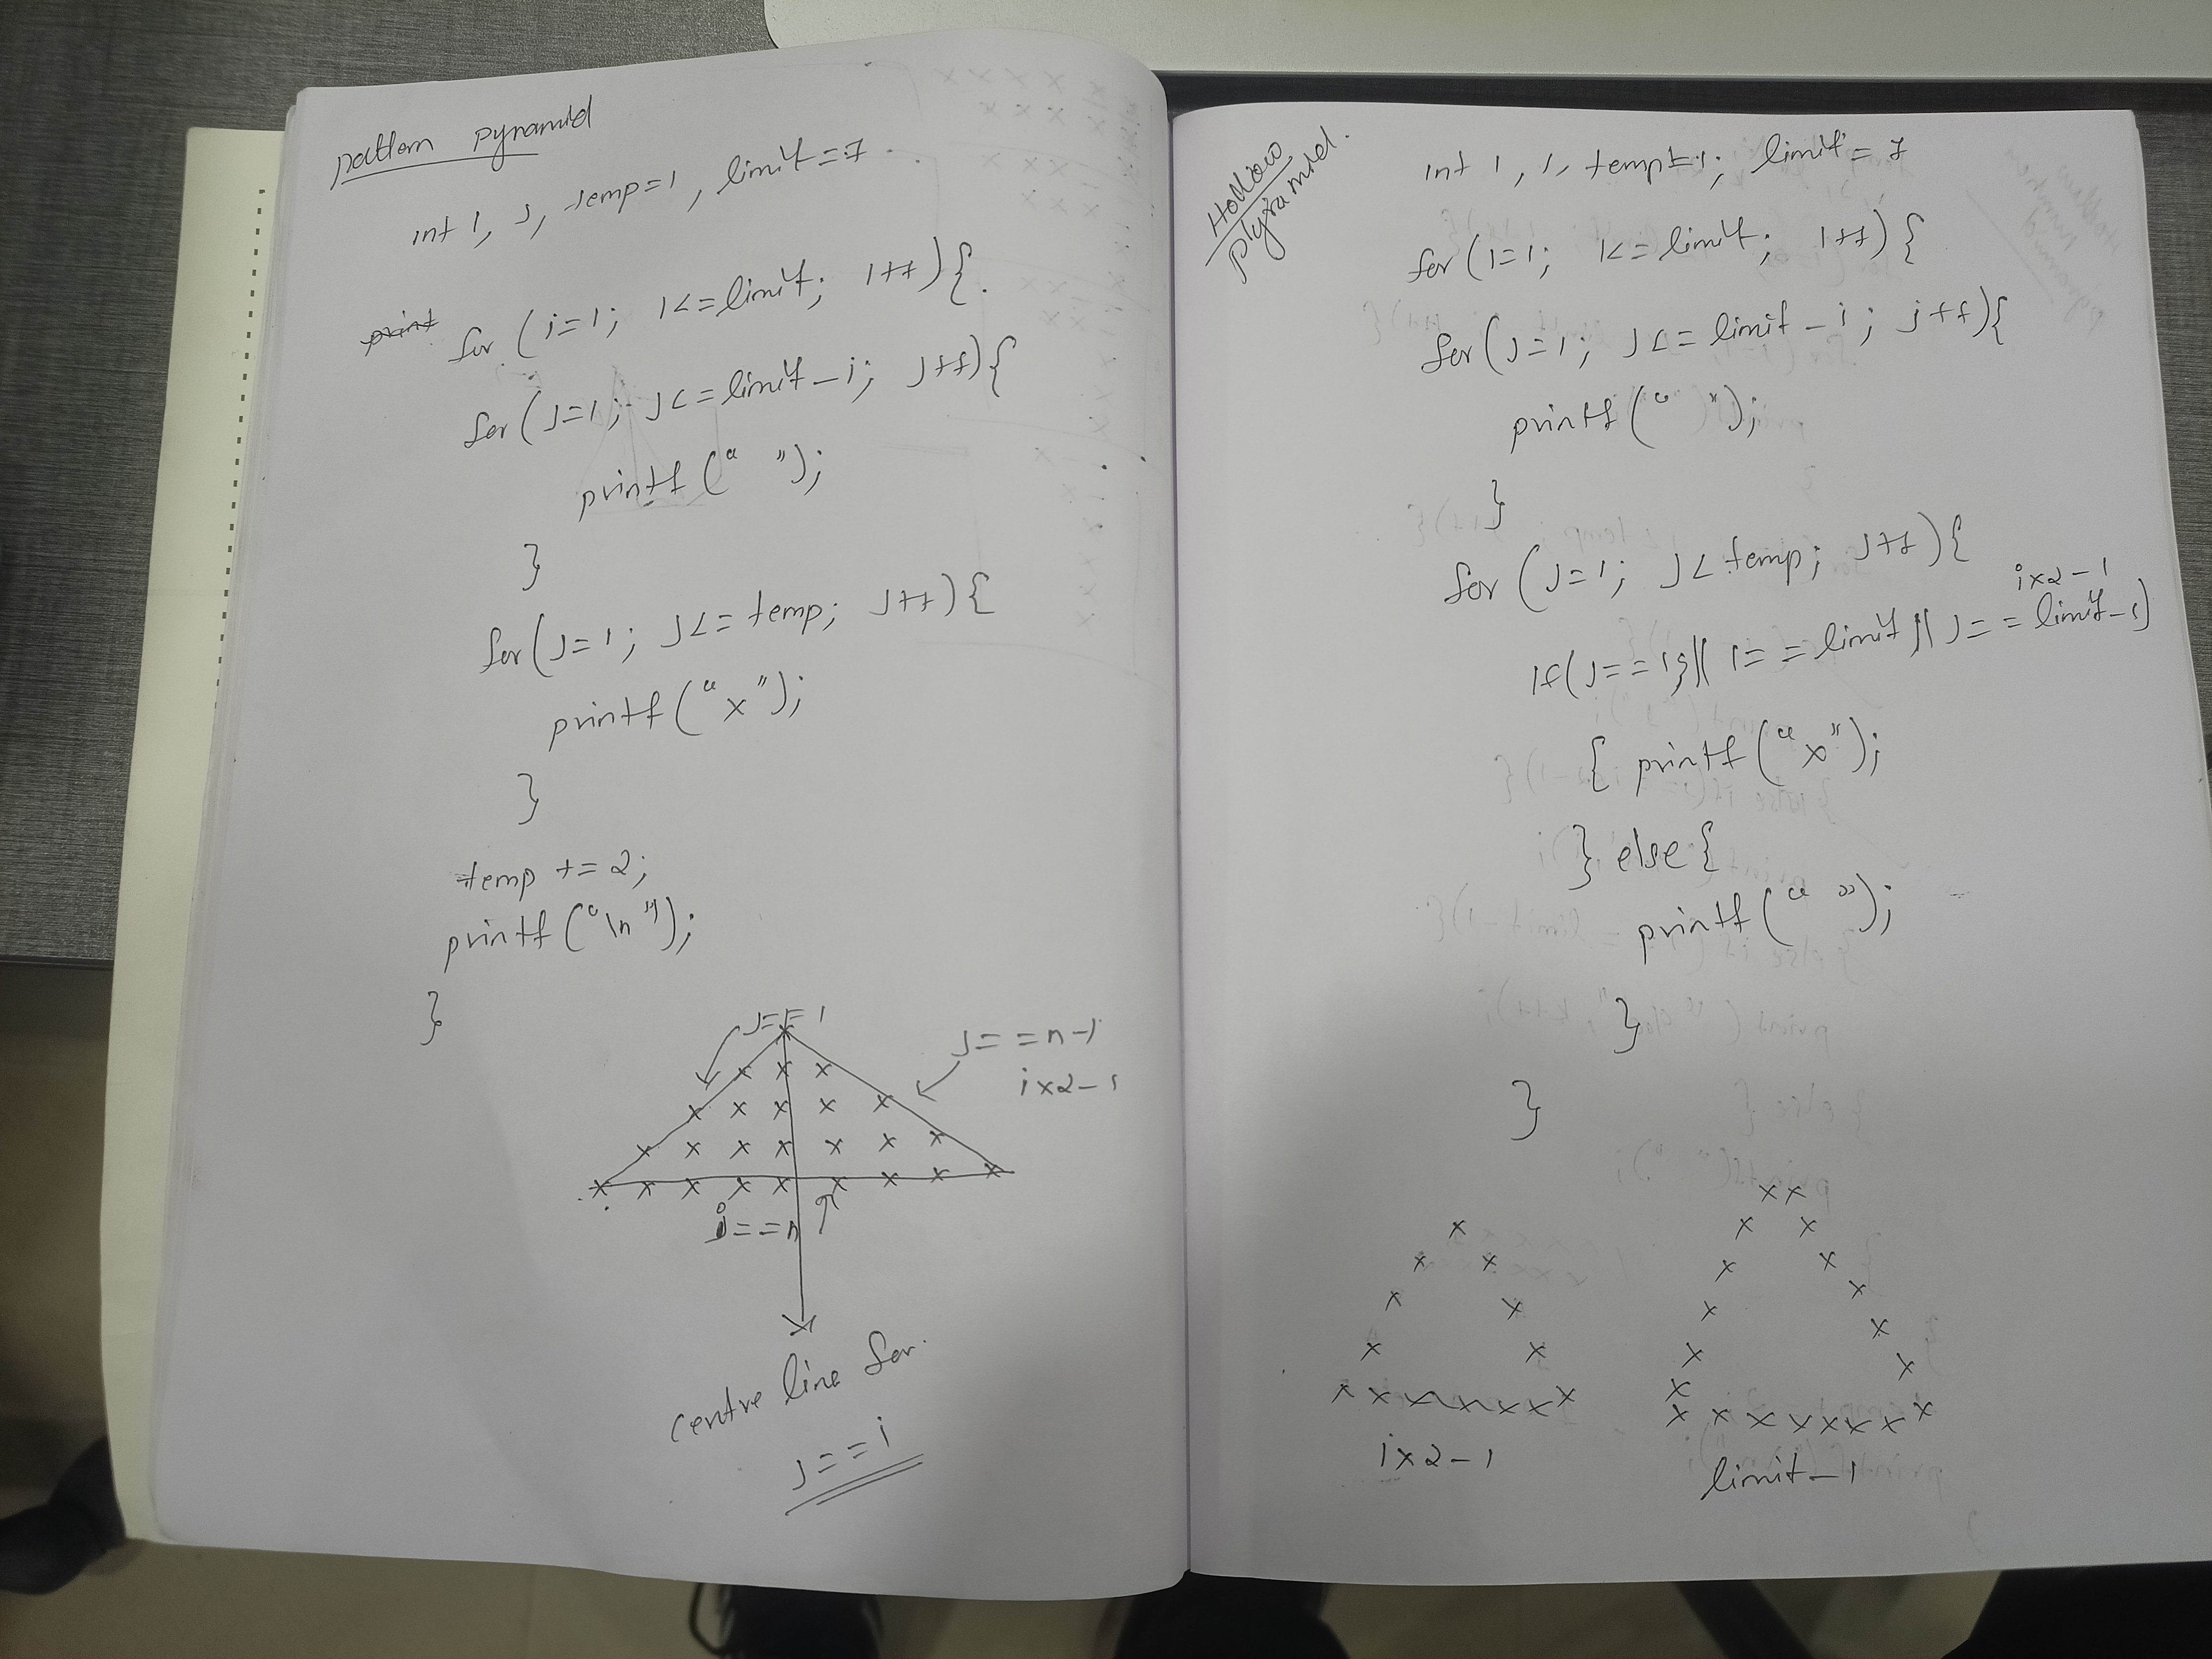 pattern pyramid
int i, j, temp=1, limit=7
print for (i=1; i<=limit; i++){
for (j=1; j<=limit-i; j++){
printf(" ");
}
for (j=1; j<=temp; j++){
printf("x");
}
temp += 2;
printf("\n");
}
j==1
x
x x x
x x x x x
x x x x x x x
x x x x x x x x x
j==n-1
ix2-1
i==n
centre line for
j==i
Hollow
Pyramid.
int i, j, temp=1; limit=7
for (i=1; i<=limit; i++){
for (j=1; j<=limit-i; j++){
printf(" ");
}
for (j=1; j<temp; j++){
ix2-1
if(j==1 || i==limit || j==limit-1)
{ printf("x");
} else {
printf(" ");
}
}
x
x x
x x
x x
x x x x x x x
ix2-1
x x
x x
x x
x x
x x
x x
x
x x x x x x x x
limit-1